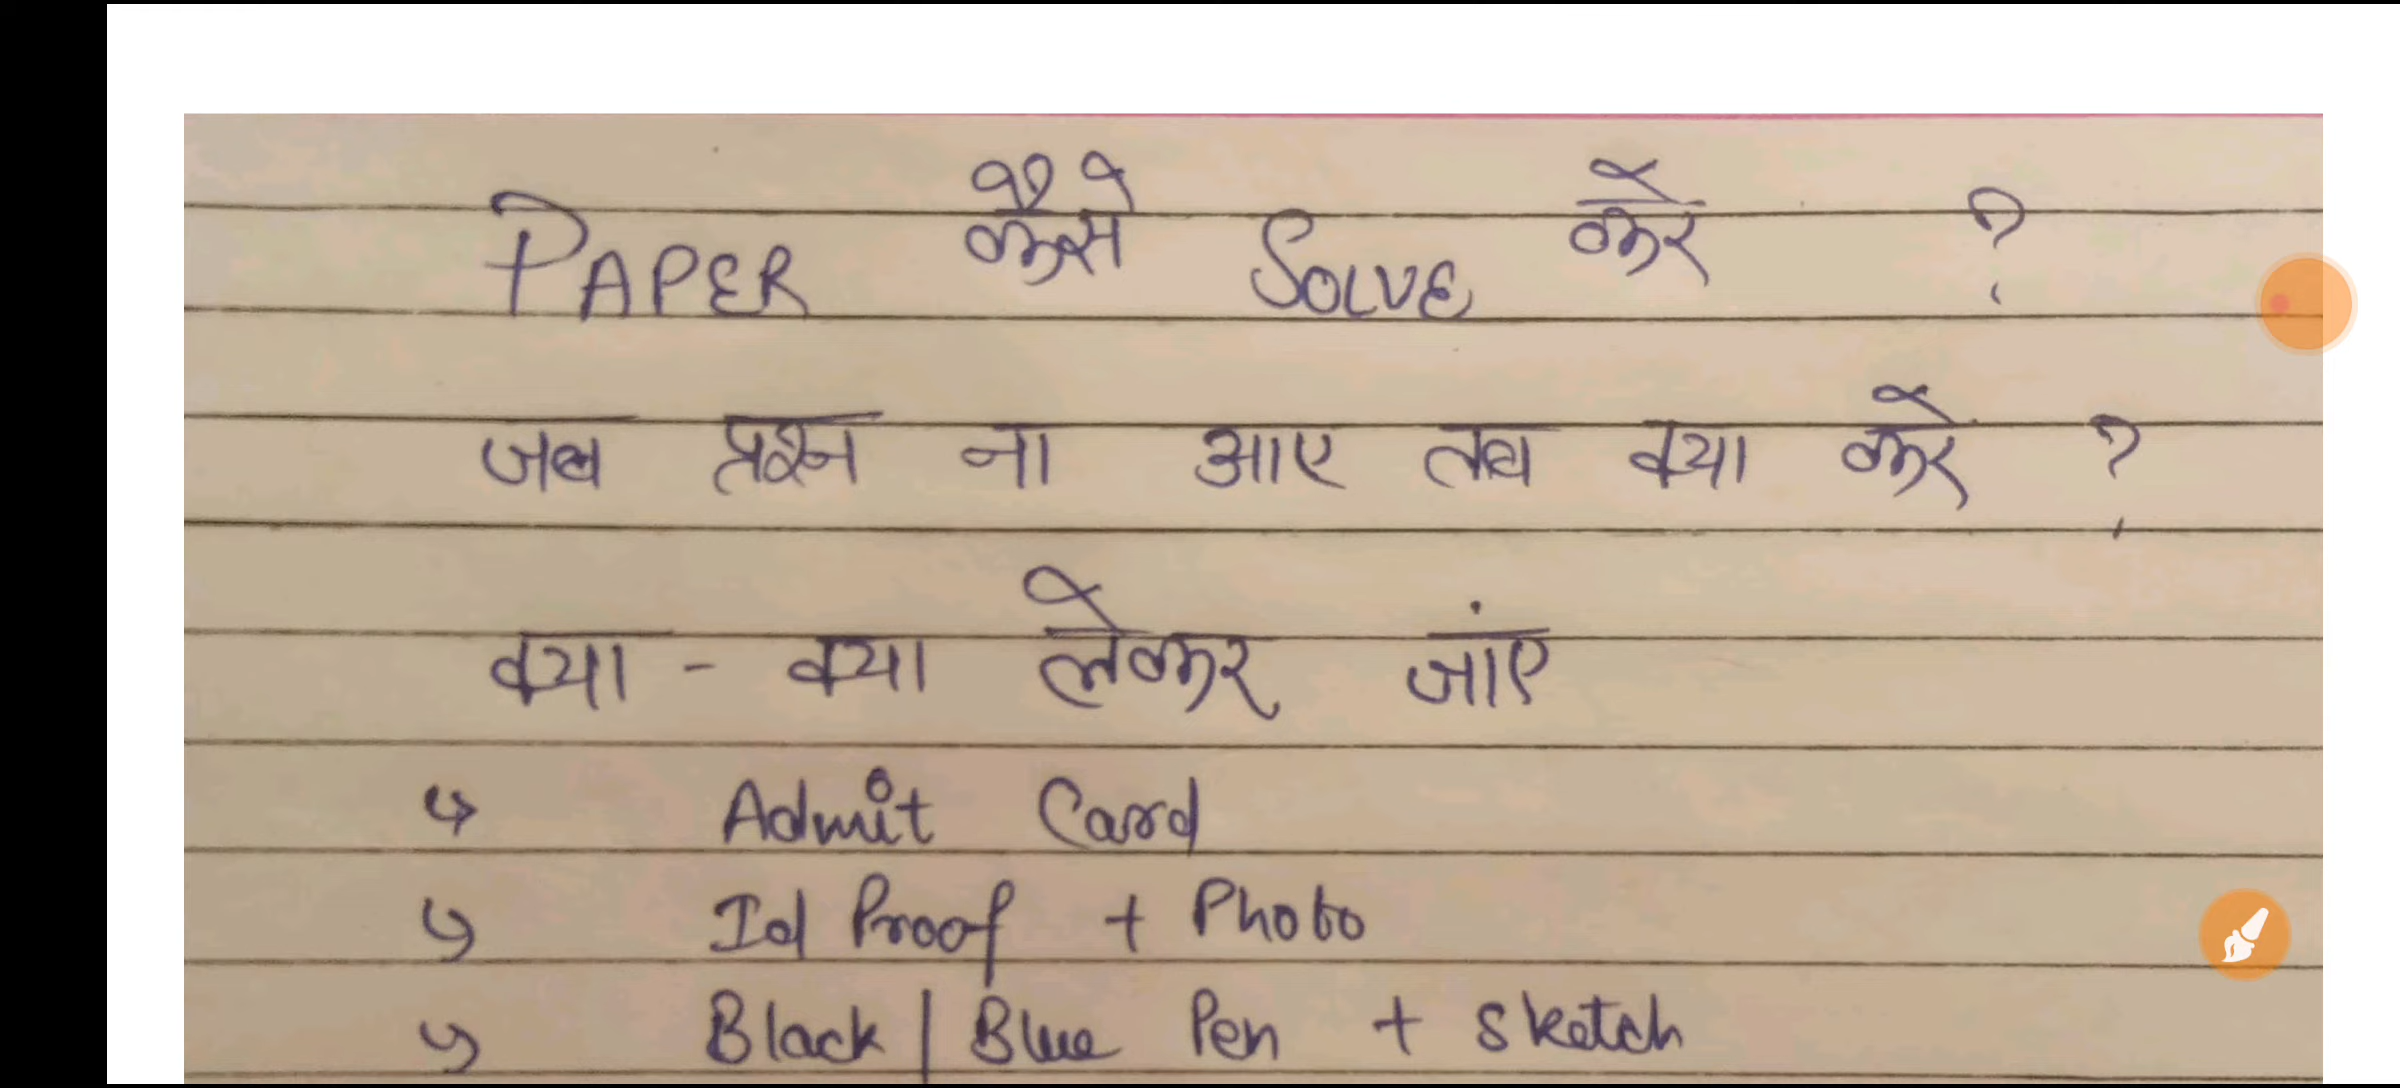 PAPER कैसे SOLVE करे ?
जब प्रश्न ना आए तब क्या करे ?
क्या - क्या लेकर जांए
↳ Admit Card
↳ Id Proof + Photo
↳ Black | Blue Pen + Sketch